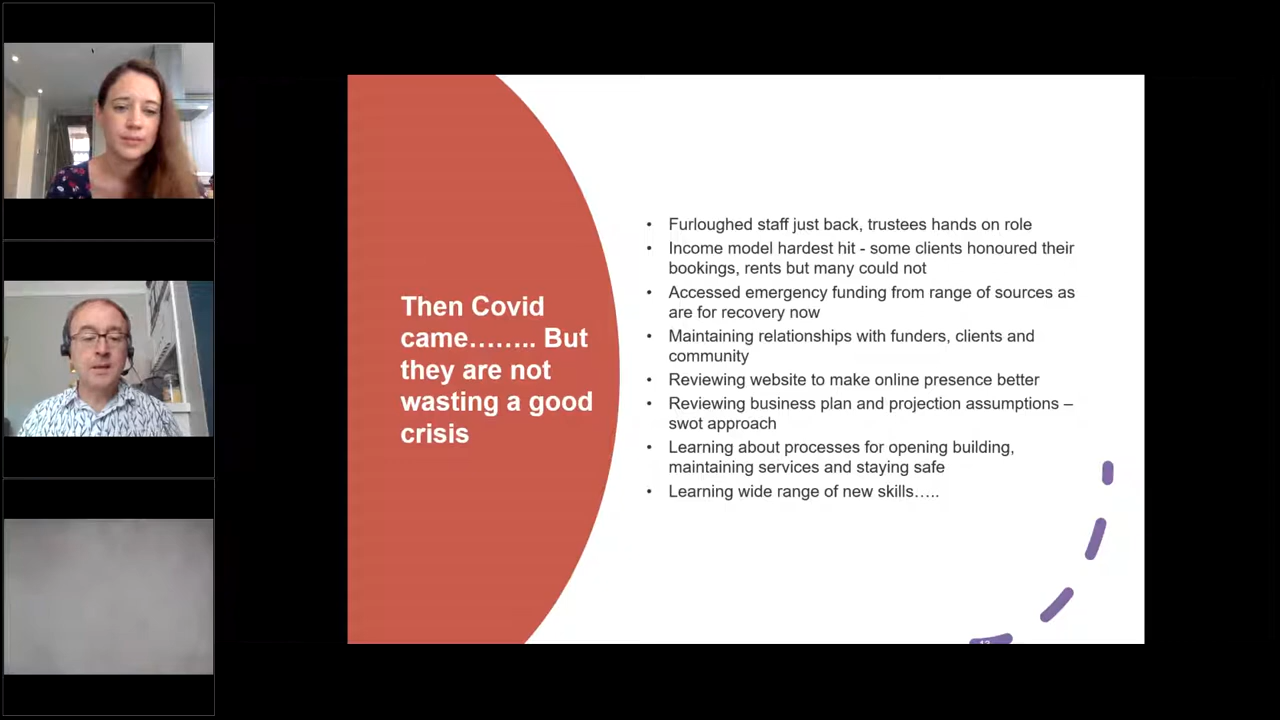 Then Covid
came…….. But
they are not
wasting a good
crisis
• Furloughed staff just back, trustees hands on role
• Income model hardest hit - some clients honoured their
bookings, rents but many could not
• Accessed emergency funding from range of sources as
are for recovery now
• Maintaining relationships with funders, clients and
community
• Reviewing website to make online presence better
• Reviewing business plan and projection assumptions –
swot approach
• Learning about processes for opening building,
maintaining services and staying safe
• Learning wide range of new skills…..